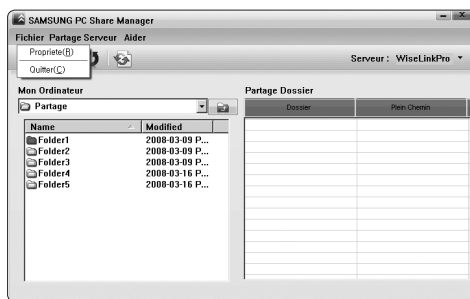 SAMSUNG PC Share Manager
Fichier Partage Serveur Aider
Propriete(R)
Quitter(C)
Serveur : WiseLinkPro
Mon Ordinateur
Partage
Name Modified
Folder1 2008-03-09 P...
Folder2 2008-03-09 P...
Folder3 2008-03-09 P...
Folder4 2008-03-16 P...
Folder5 2008-03-16 P...
Partage Dossier
Dossier Plein Chemin